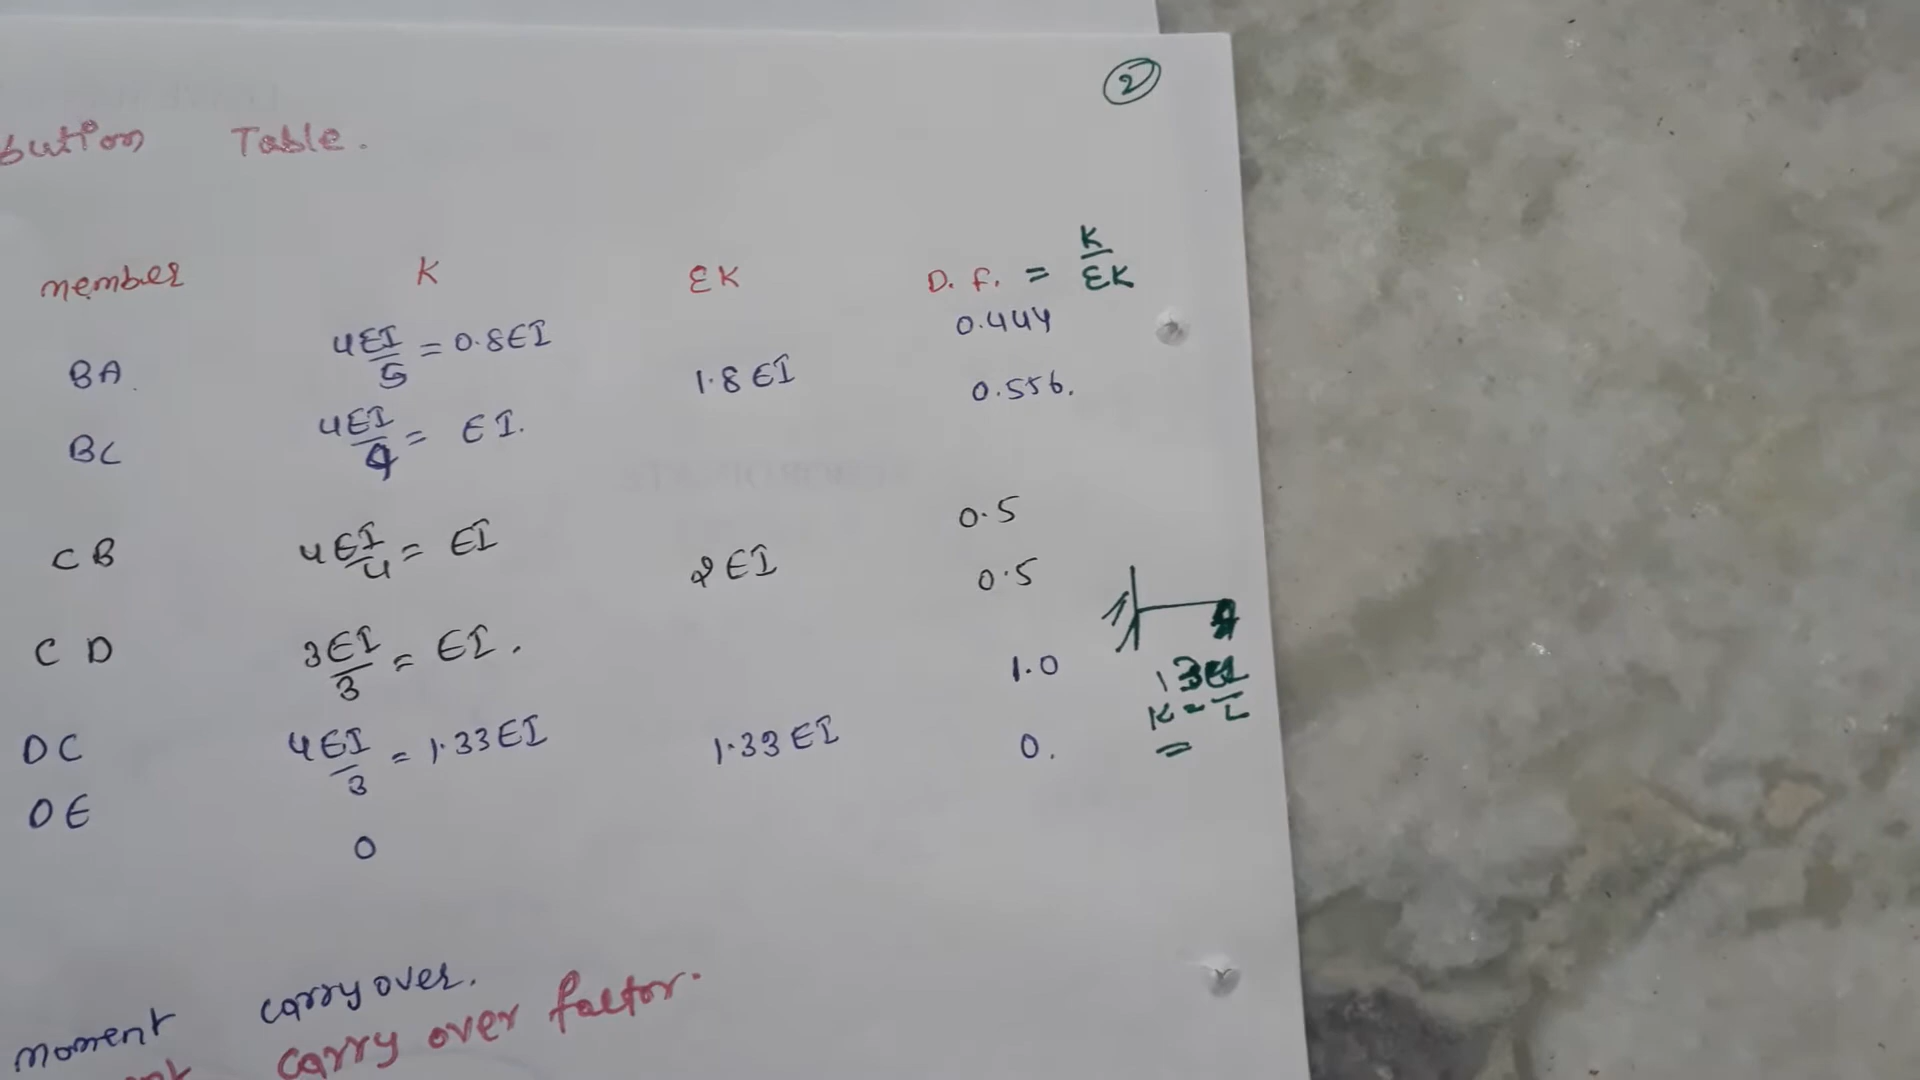 2
bution Table.
member K ΣK D.F. = K/ΣK
BA 4EI/5 = 0.8EI 1.8EI 0.444
BC 4EI/4 = EI. 0.556.
CB 4EI/4 = EI 2EI 0.5
CD 3EI/3 = EI. 0.5
DC 4EI/3 = 1.33EI 1.33EI 1.0
DE 0 0.
K = 3EI/L
=
moment carryover.
carry over factor.